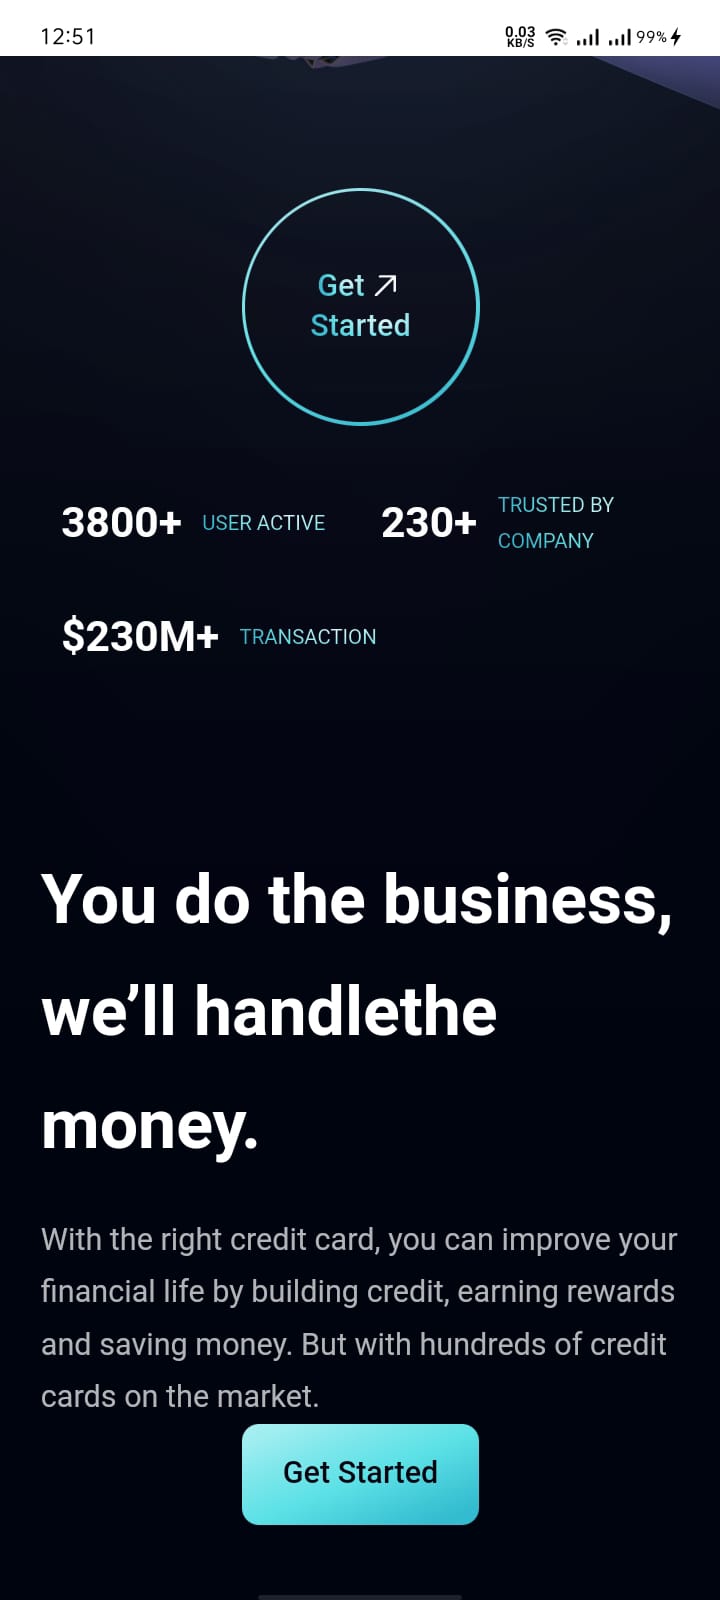 12:51
0.03
KB/S
99%
Get
Started
3800+ USER ACTIVE
230+ TRUSTED BY
COMPANY
$230M+ TRANSACTION
You do the business,
we’ll handlethe
money.
With the right credit card, you can improve your
financial life by building credit, earning rewards
and saving money. But with hundreds of credit
cards on the market.
Get Started